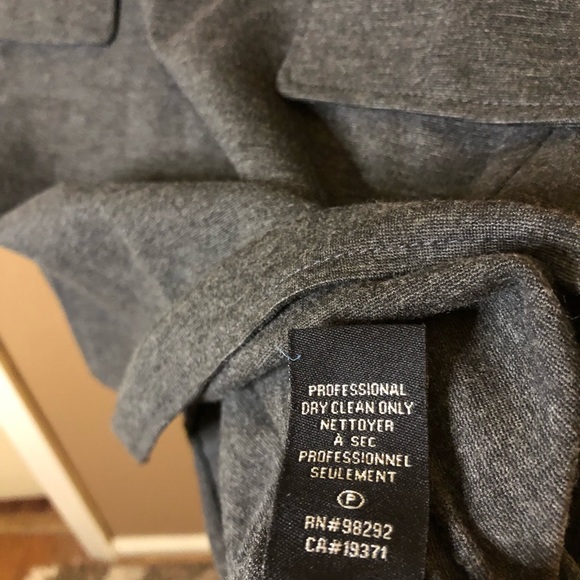 PROFESSIONAL
DRY CLEAN ONLY
NETTOYER
À SEC
PROFESSIONNEL
SEULEMENT
P
RN#98292
CA#19371